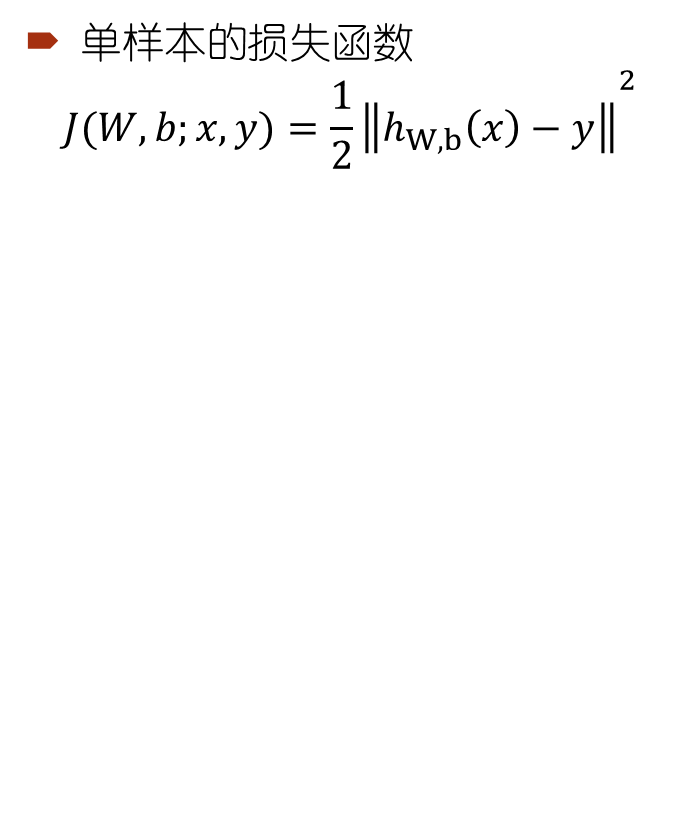 单样本的损失函数
J(W, b; x, y) = 1/2 ‖h_{W,b}(x) − y‖²